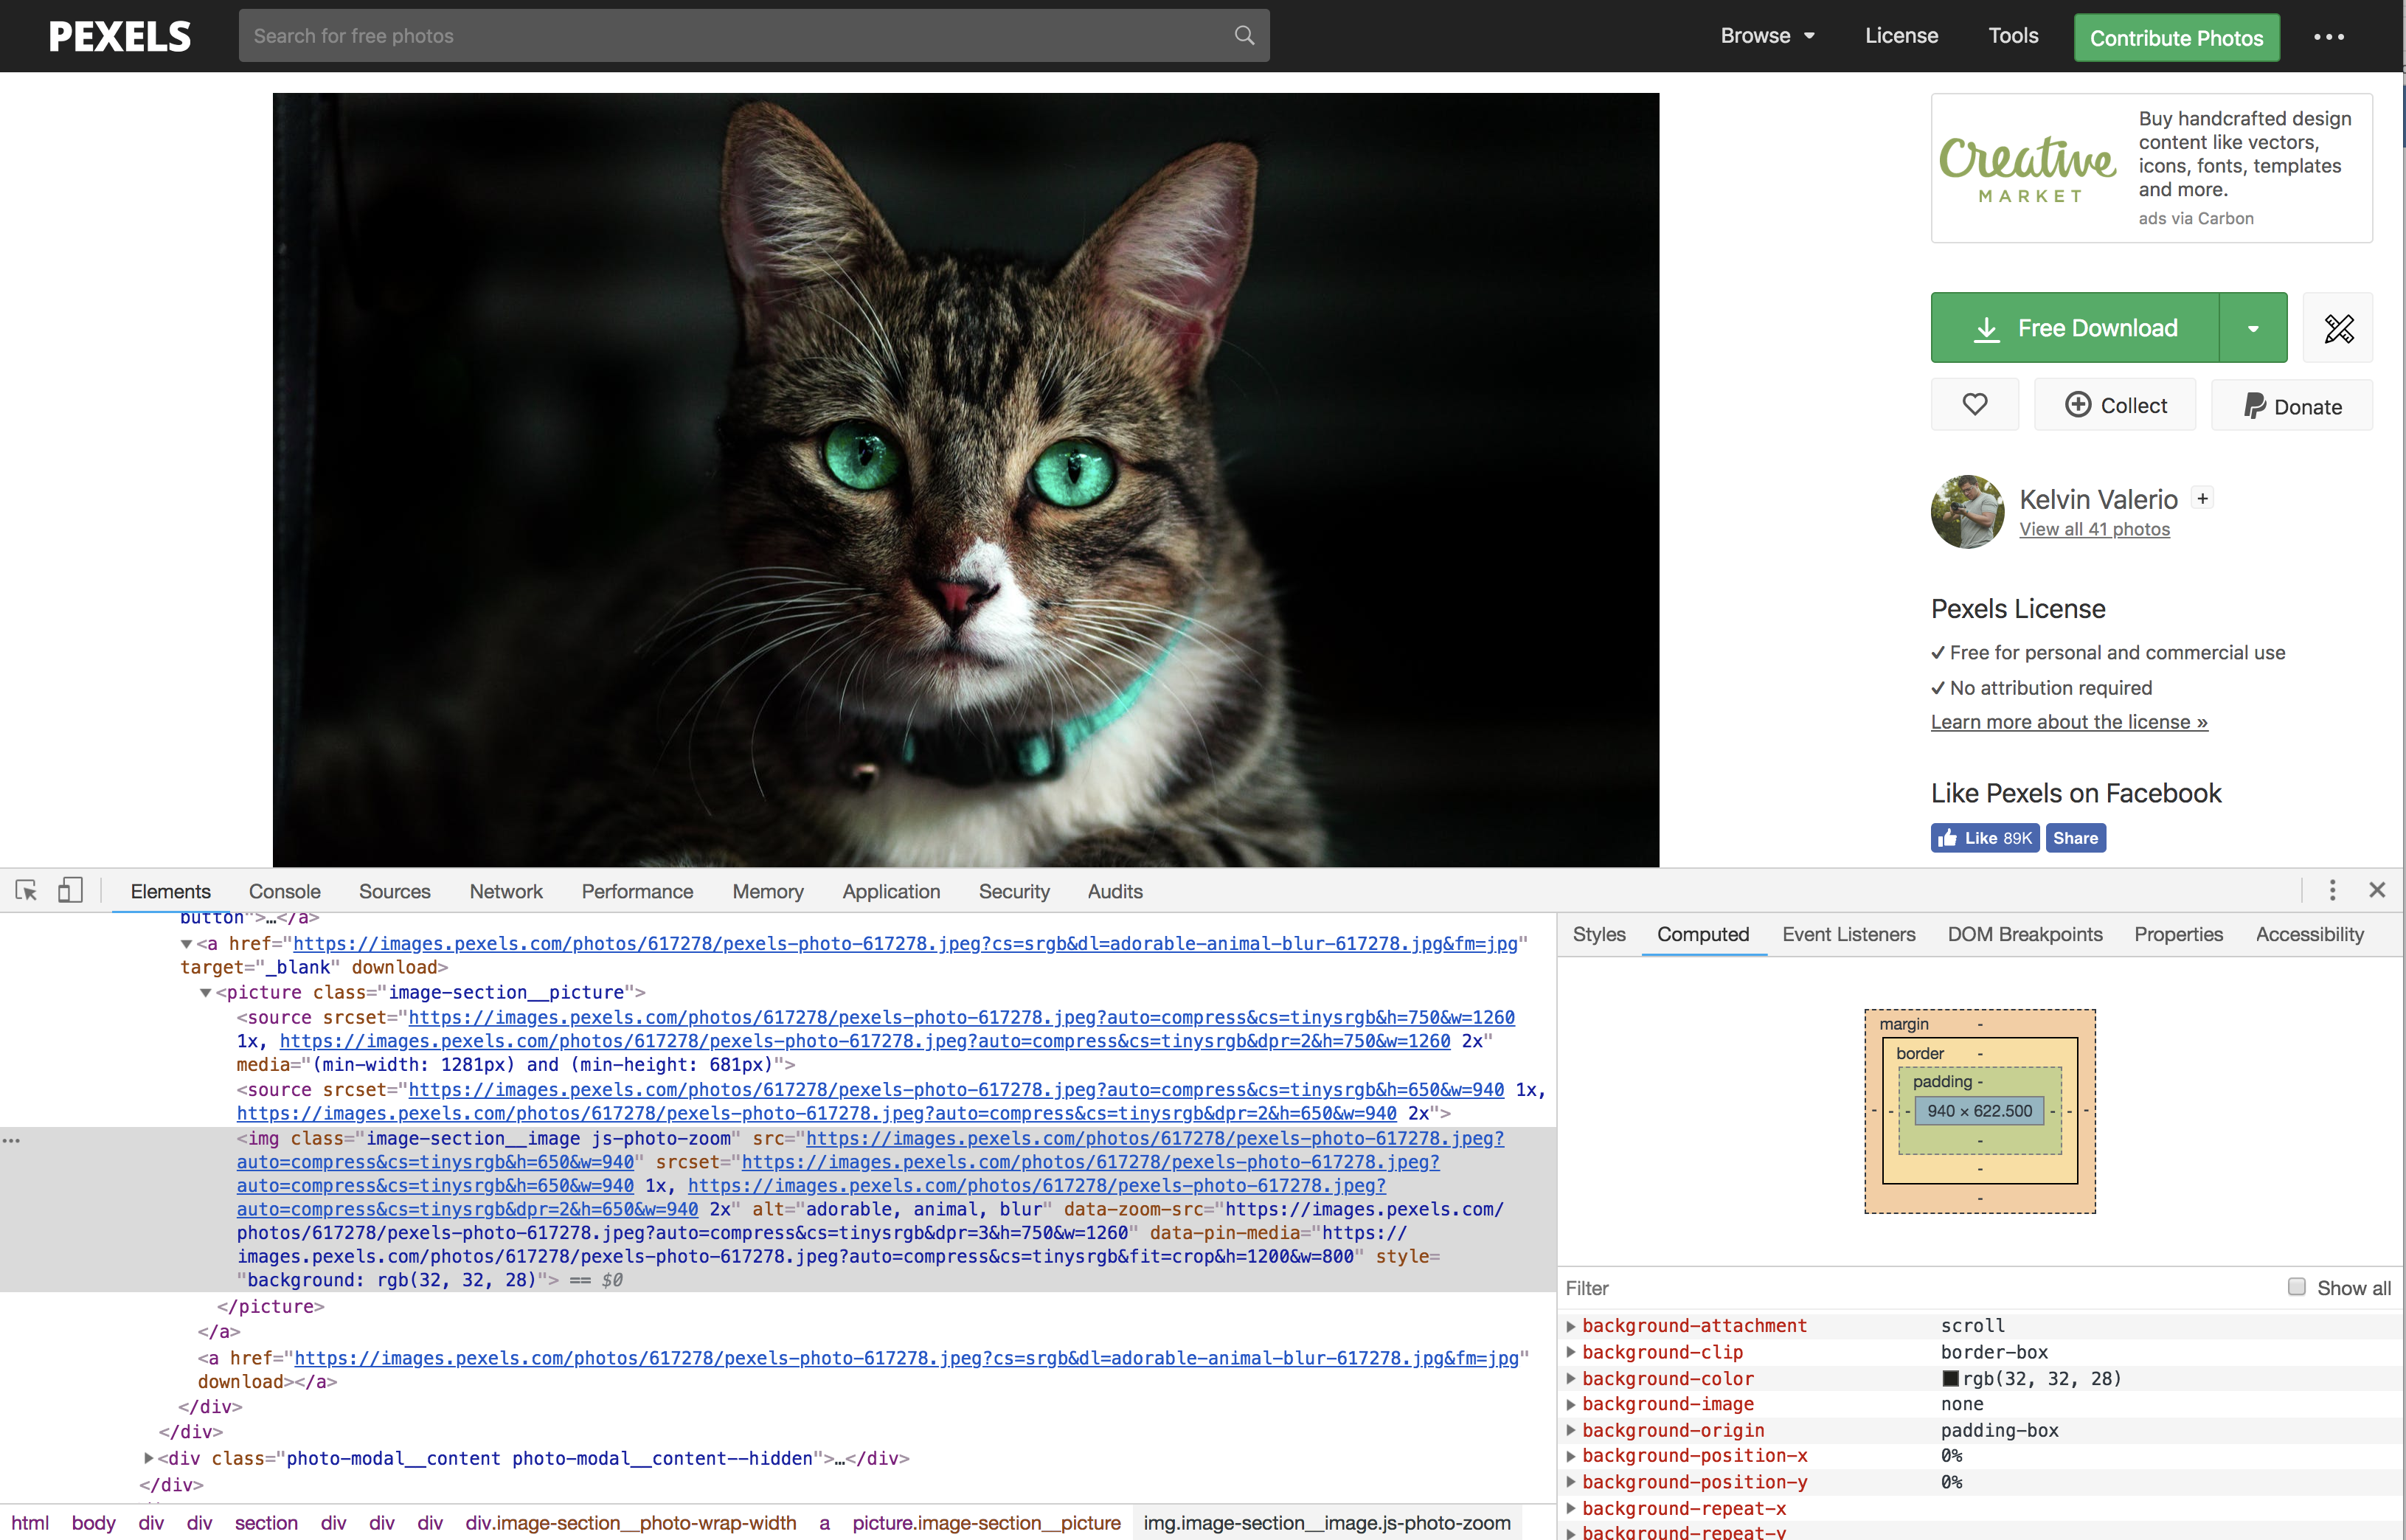 PEXELS
Search for free photos
Browse
License
Tools
Contribute Photos
Creative
MARKET
Buy handcrafted design
content like vectors,
icons, fonts, templates
and more.
ads via Carbon
Free Download
Collect
Donate
Kelvin Valerio +
View all 41 photos
Pexels License
✓ Free for personal and commercial use
✓ No attribution required
Learn more about the license »
Like Pexels on Facebook
Like 89K
Share
Elements Console Sources Network Performance Memory Application Security Audits
button">…</a>
<a href="https://images.pexels.com/photos/617278/pexels-photo-617278.jpeg?cs=srgb&dl=adorable-animal-blur-617278.jpg&fm=jpg"
target="_blank" download>
<picture class="image-section__picture">
<source srcset="https://images.pexels.com/photos/617278/pexels-photo-617278.jpeg?auto=compress&cs=tinysrgb&h=750&w=1260
1x, https://images.pexels.com/photos/617278/pexels-photo-617278.jpeg?auto=compress&cs=tinysrgb&dpr=2&h=750&w=1260 2x"
media="(min-width: 1281px) and (min-height: 681px)">
<source srcset="https://images.pexels.com/photos/617278/pexels-photo-617278.jpeg?auto=compress&cs=tinysrgb&h=650&w=940 1x,
https://images.pexels.com/photos/617278/pexels-photo-617278.jpeg?auto=compress&cs=tinysrgb&dpr=2&h=650&w=940 2x">
<img class="image-section__image js-photo-zoom" src="https://images.pexels.com/photos/617278/pexels-photo-617278.jpeg?
auto=compress&cs=tinysrgb&h=650&w=940" srcset="https://images.pexels.com/photos/617278/pexels-photo-617278.jpeg?
auto=compress&cs=tinysrgb&h=650&w=940 1x, https://images.pexels.com/photos/617278/pexels-photo-617278.jpeg?
auto=compress&cs=tinysrgb&dpr=2&h=650&w=940 2x" alt="adorable, animal, blur" data-zoom-src="https://images.pexels.com/
photos/617278/pexels-photo-617278.jpeg?auto=compress&cs=tinysrgb&dpr=3&h=750&w=1260" data-pin-media="https://
images.pexels.com/photos/617278/pexels-photo-617278.jpeg?auto=compress&cs=tinysrgb&fit=crop&h=1200&w=800" style=
"background: rgb(32, 32, 28)"> == $0
</picture>
</a>
<a href="https://images.pexels.com/photos/617278/pexels-photo-617278.jpeg?cs=srgb&dl=adorable-animal-blur-617278.jpg&fm=jpg"
download></a>
</div>
</div>
<div class="photo-modal__content photo-modal__content--hidden">…</div>
</div>
html body div div section div div div div.image-section__photo-wrap-width a picture.image-section__picture img.image-section__image.js-photo-zoom
Styles Computed Event Listeners DOM Breakpoints Properties Accessibility
margin -
border -
padding -
- - - 940 × 622.500 - - -
-
-
-
Filter
Show all
background-attachment scroll
background-clip border-box
background-color rgb(32, 32, 28)
background-image none
background-origin padding-box
background-position-x 0%
background-position-y 0%
background-repeat-x
background-repeat-y